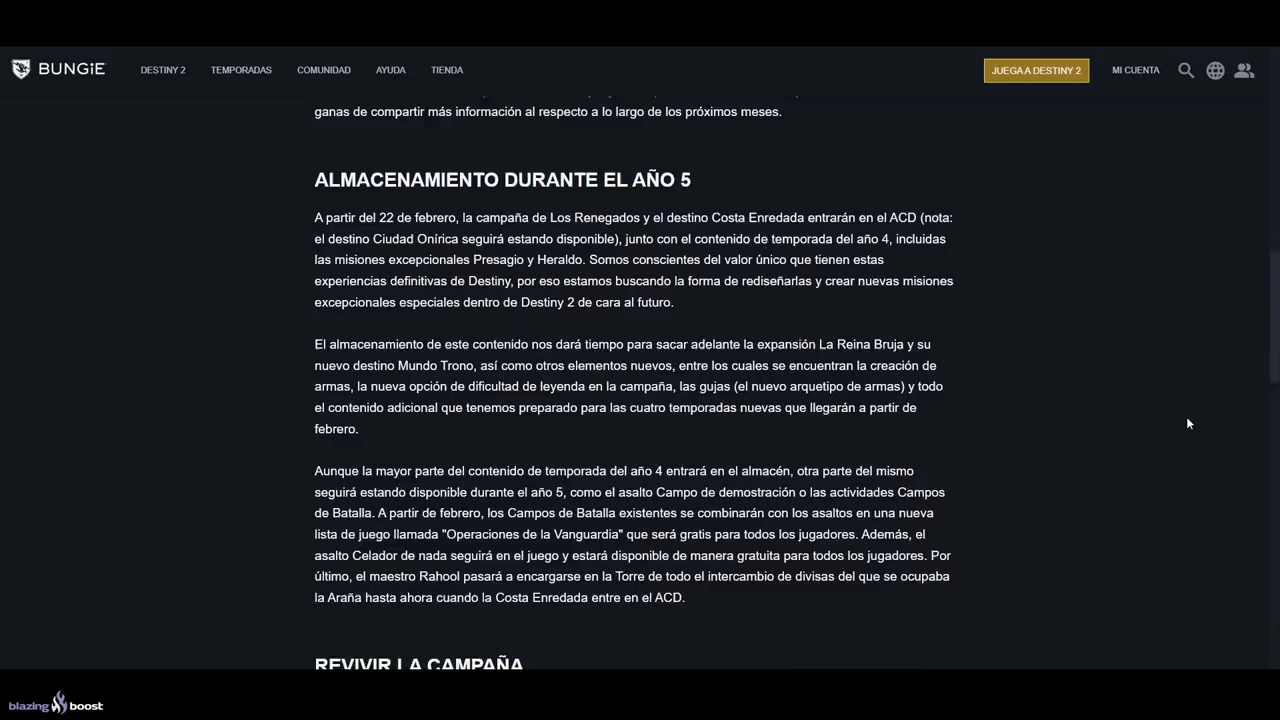 BUNGiE
DESTINY 2
TEMPORADAS
COMUNIDAD
AYUDA
TIENDA
JUEGA A DESTINY 2
MI CUENTA
ganas de compartir más información al respecto a lo largo de los próximos meses.
ALMACENAMIENTO DURANTE EL AÑO 5
A partir del 22 de febrero, la campaña de Los Renegados y el destino Costa Enredada entrarán en el ACD (nota:
el destino Ciudad Onírica seguirá estando disponible), junto con el contenido de temporada del año 4, incluidas
las misiones excepcionales Presagio y Heraldo. Somos conscientes del valor único que tienen estas
experiencias definitivas de Destiny, por eso estamos buscando la forma de rediseñarlas y crear nuevas misiones
excepcionales especiales dentro de Destiny 2 de cara al futuro.
El almacenamiento de este contenido nos dará tiempo para sacar adelante la expansión La Reina Bruja y su
nuevo destino Mundo Trono, así como otros elementos nuevos, entre los cuales se encuentran la creación de
armas, la nueva opción de dificultad de leyenda en la campaña, las gujas (el nuevo arquetipo de armas) y todo
el contenido adicional que tenemos preparado para las cuatro temporadas nuevas que llegarán a partir de
febrero.
Aunque la mayor parte del contenido de temporada del año 4 entrará en el almacén, otra parte del mismo
seguirá estando disponible durante el año 5, como el asalto Campo de demostración o las actividades Campos
de Batalla. A partir de febrero, los Campos de Batalla existentes se combinarán con los asaltos en una nueva
lista de juego llamada "Operaciones de la Vanguardia" que será gratis para todos los jugadores. Además, el
asalto Celador de nada seguirá en el juego y estará disponible de manera gratuita para todos los jugadores. Por
último, el maestro Rahool pasará a encargarse en la Torre de todo el intercambio de divisas del que se ocupaba
la Araña hasta ahora cuando la Costa Enredada entre en el ACD.
REVIVIR LA CAMPAÑA
blazing boost